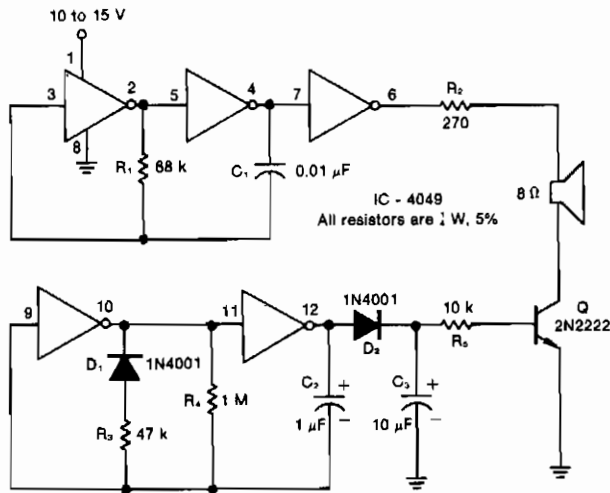 10 to 15 V
1
3
2
5
4
7
6
R₂
270
8
R₁
68 k
C₁
0.01 µF
8 Ω
IC - 4049
All resistors are ¼ W, 5%
9
10
11
12
1N4001
D₂
10 k
R₅
Q
2N2222
D₁
1N4001
R₄
1 M
C₂
+
−
1 µF
C₃
+
−
10 µF
R₃
47 k